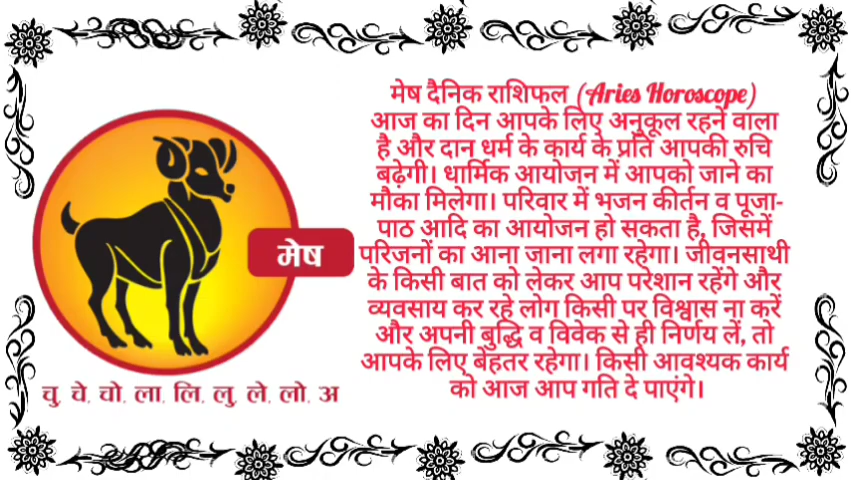 मेष दैनिक राशिफल (Aries Horoscope)
आज का दिन आपके लिए अनुकूल रहने वाला
है और दान धर्म के कार्य के प्रति आपकी रुचि
बढ़ेगी। धार्मिक आयोजन में आपको जाने का
मौका मिलेगा। परिवार में भजन कीर्तन व पूजा-
पाठ आदि का आयोजन हो सकता है, जिसमें
परिजनों का आना जाना लगा रहेगा। जीवनसाथी
के किसी बात को लेकर आप परेशान रहेंगे और
व्यवसाय कर रहे लोग किसी पर विश्वास ना करें
और अपनी बुद्धि व विवेक से ही निर्णय लें, तो
आपके लिए बेहतर रहेगा। किसी आवश्यक कार्य
को आज आप गति दे पाएंगे।
मेष
चु, चे, चो, ला, लि, लु, ले, लो, अ